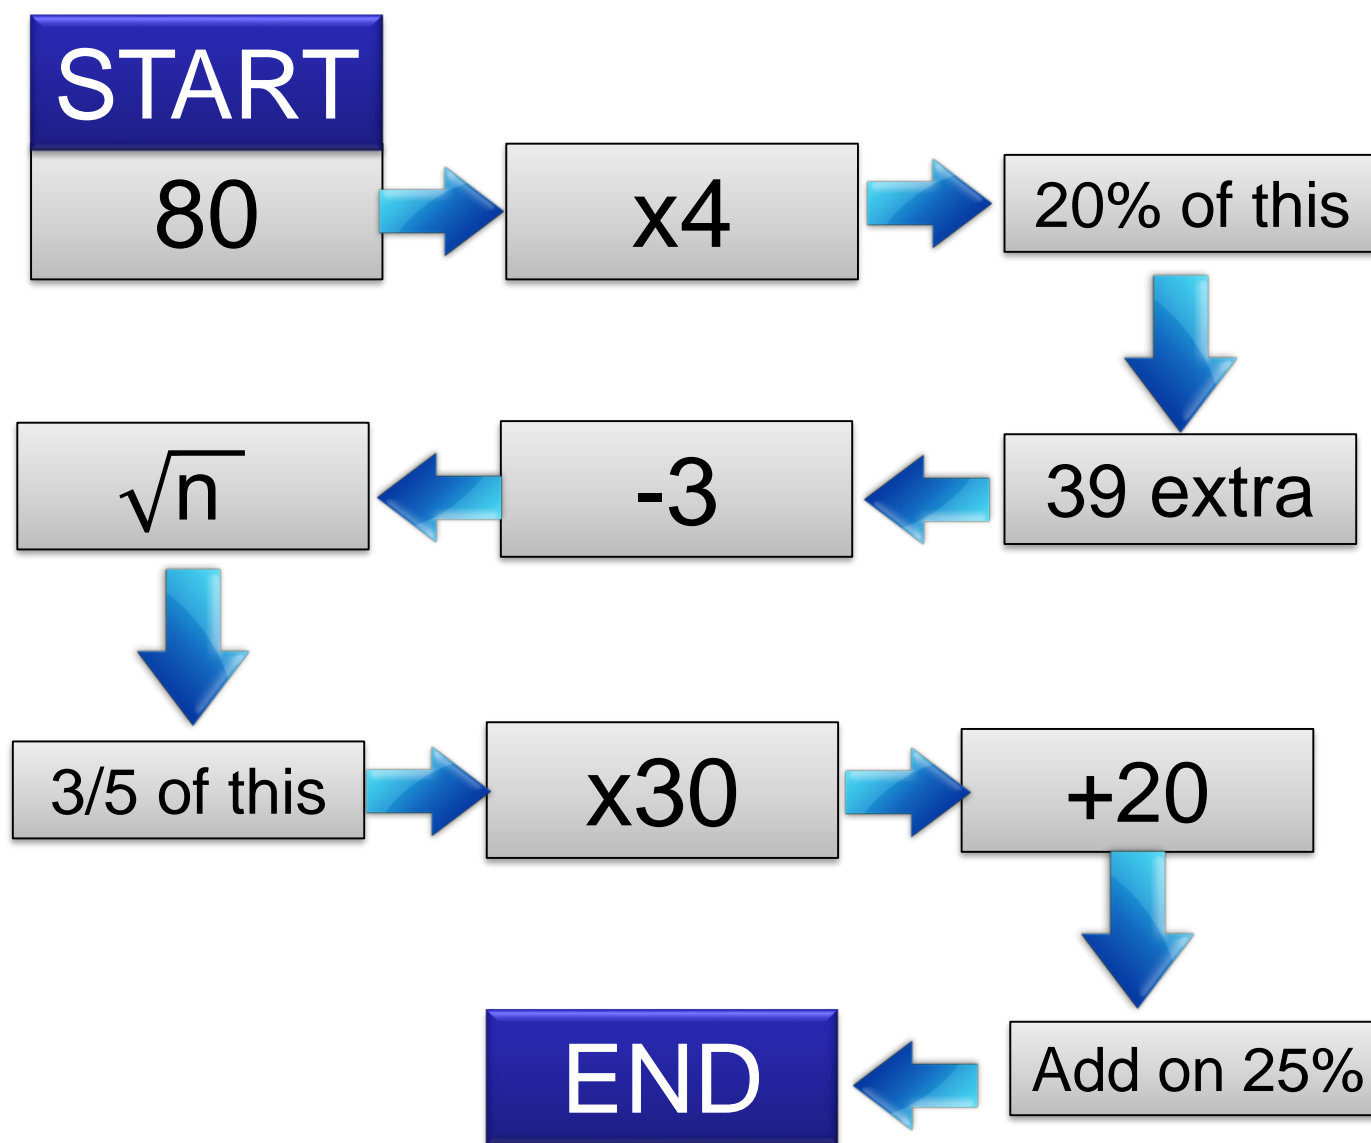 START
80
x4
20% of this
39 extra
-3
√n
3/5 of this
x30
+20
Add on 25%
END